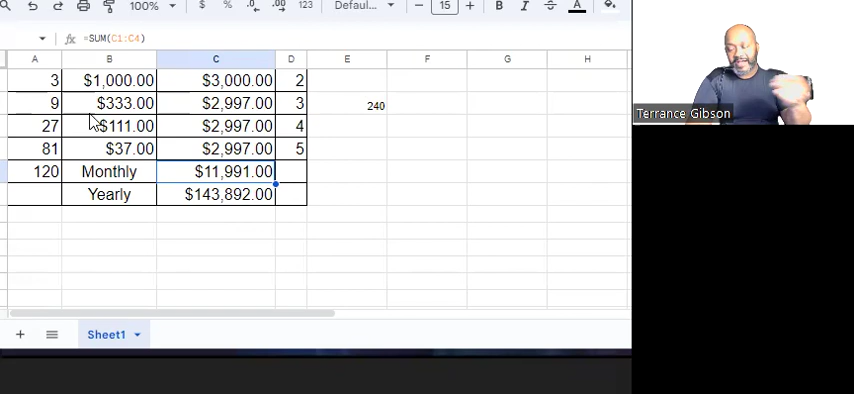 100% $ % .0 .00 123 Defaul... 15 B I S A
fx =SUM(C1:C4)
A B C D E F G H
3 $1,000.00 $3,000.00 2
9 $333.00 $2,997.00 3 240
27 $111.00 $2,997.00 4
81 $37.00 $2,997.00 5
120 Monthly $11,991.00
Yearly $143,892.00
Sheet1
Terrance Gibson